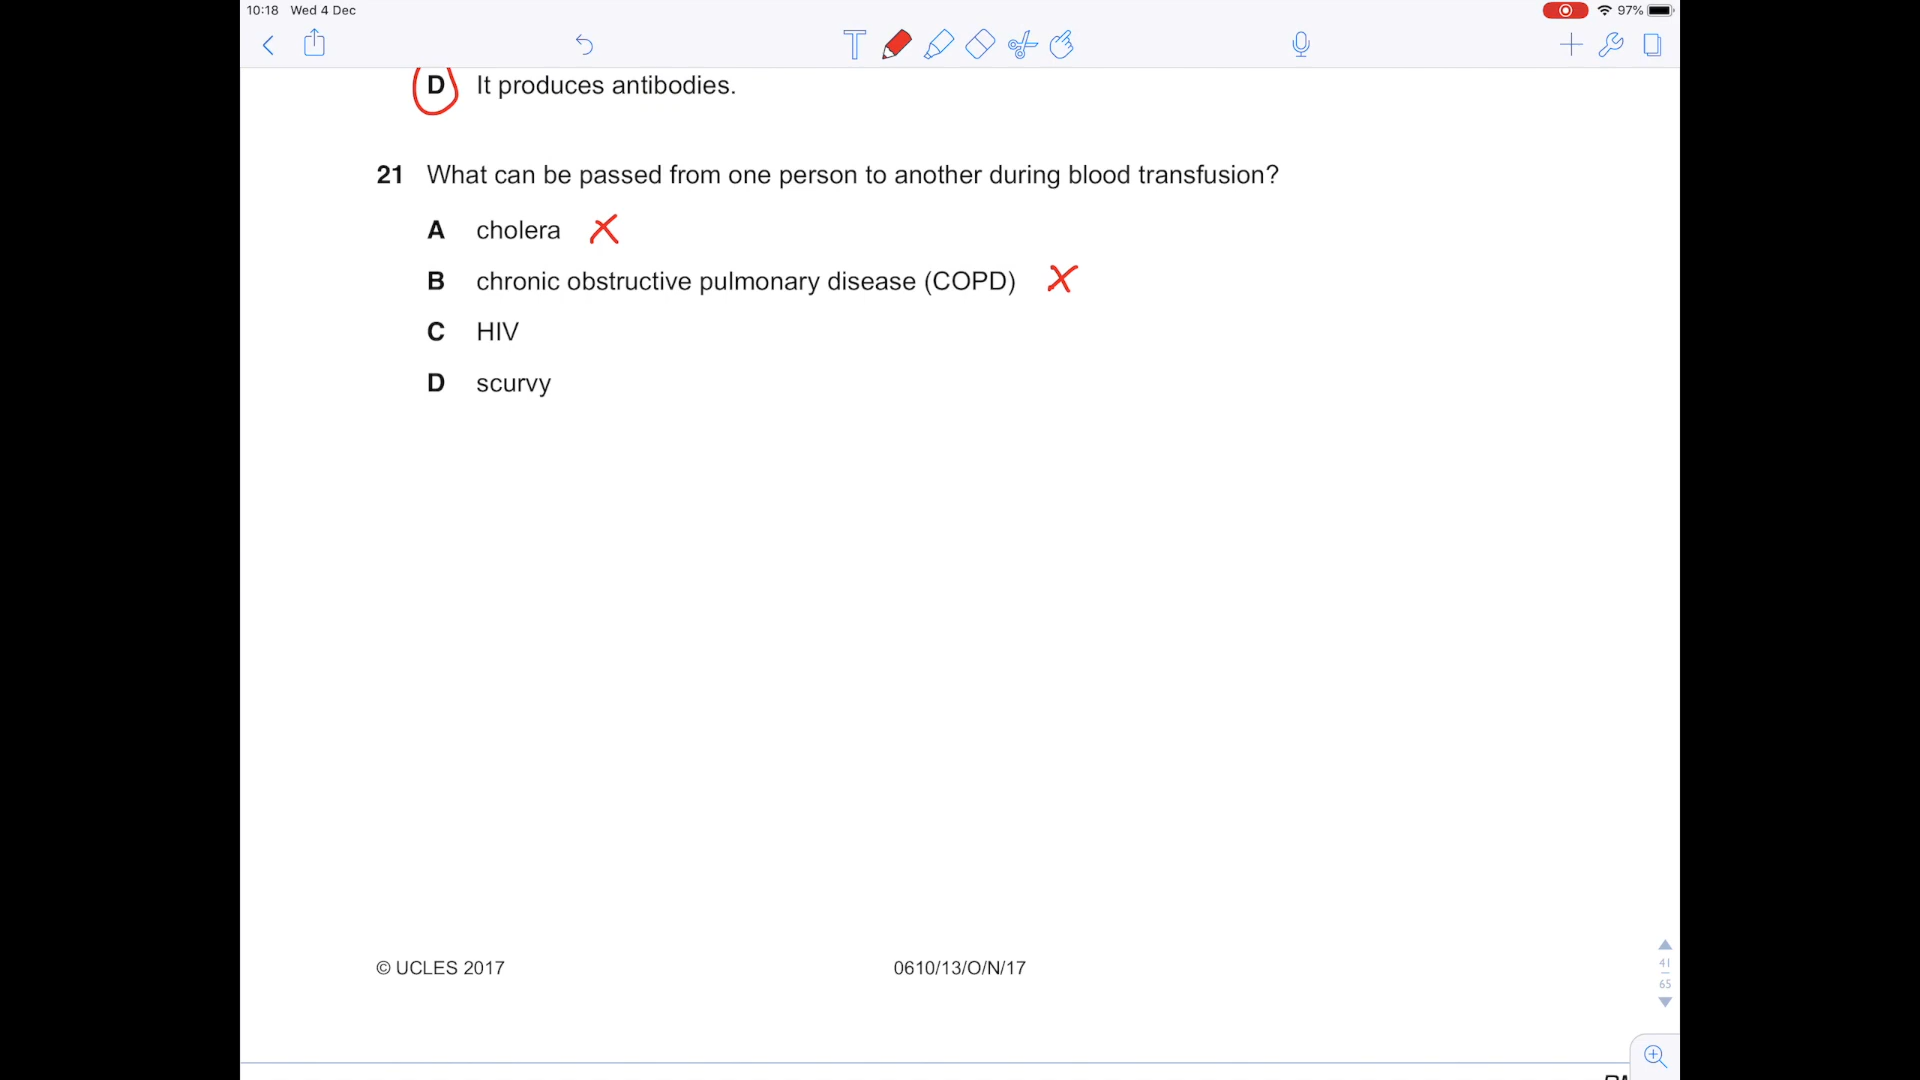 10:18 Wed 4 Dec
97%
T
D It produces antibodies.
21 What can be passed from one person to another during blood transfusion?
A cholera
B chronic obstructive pulmonary disease (COPD)
C HIV
D scurvy
© UCLES 2017
0610/13/O/N/17
41
65